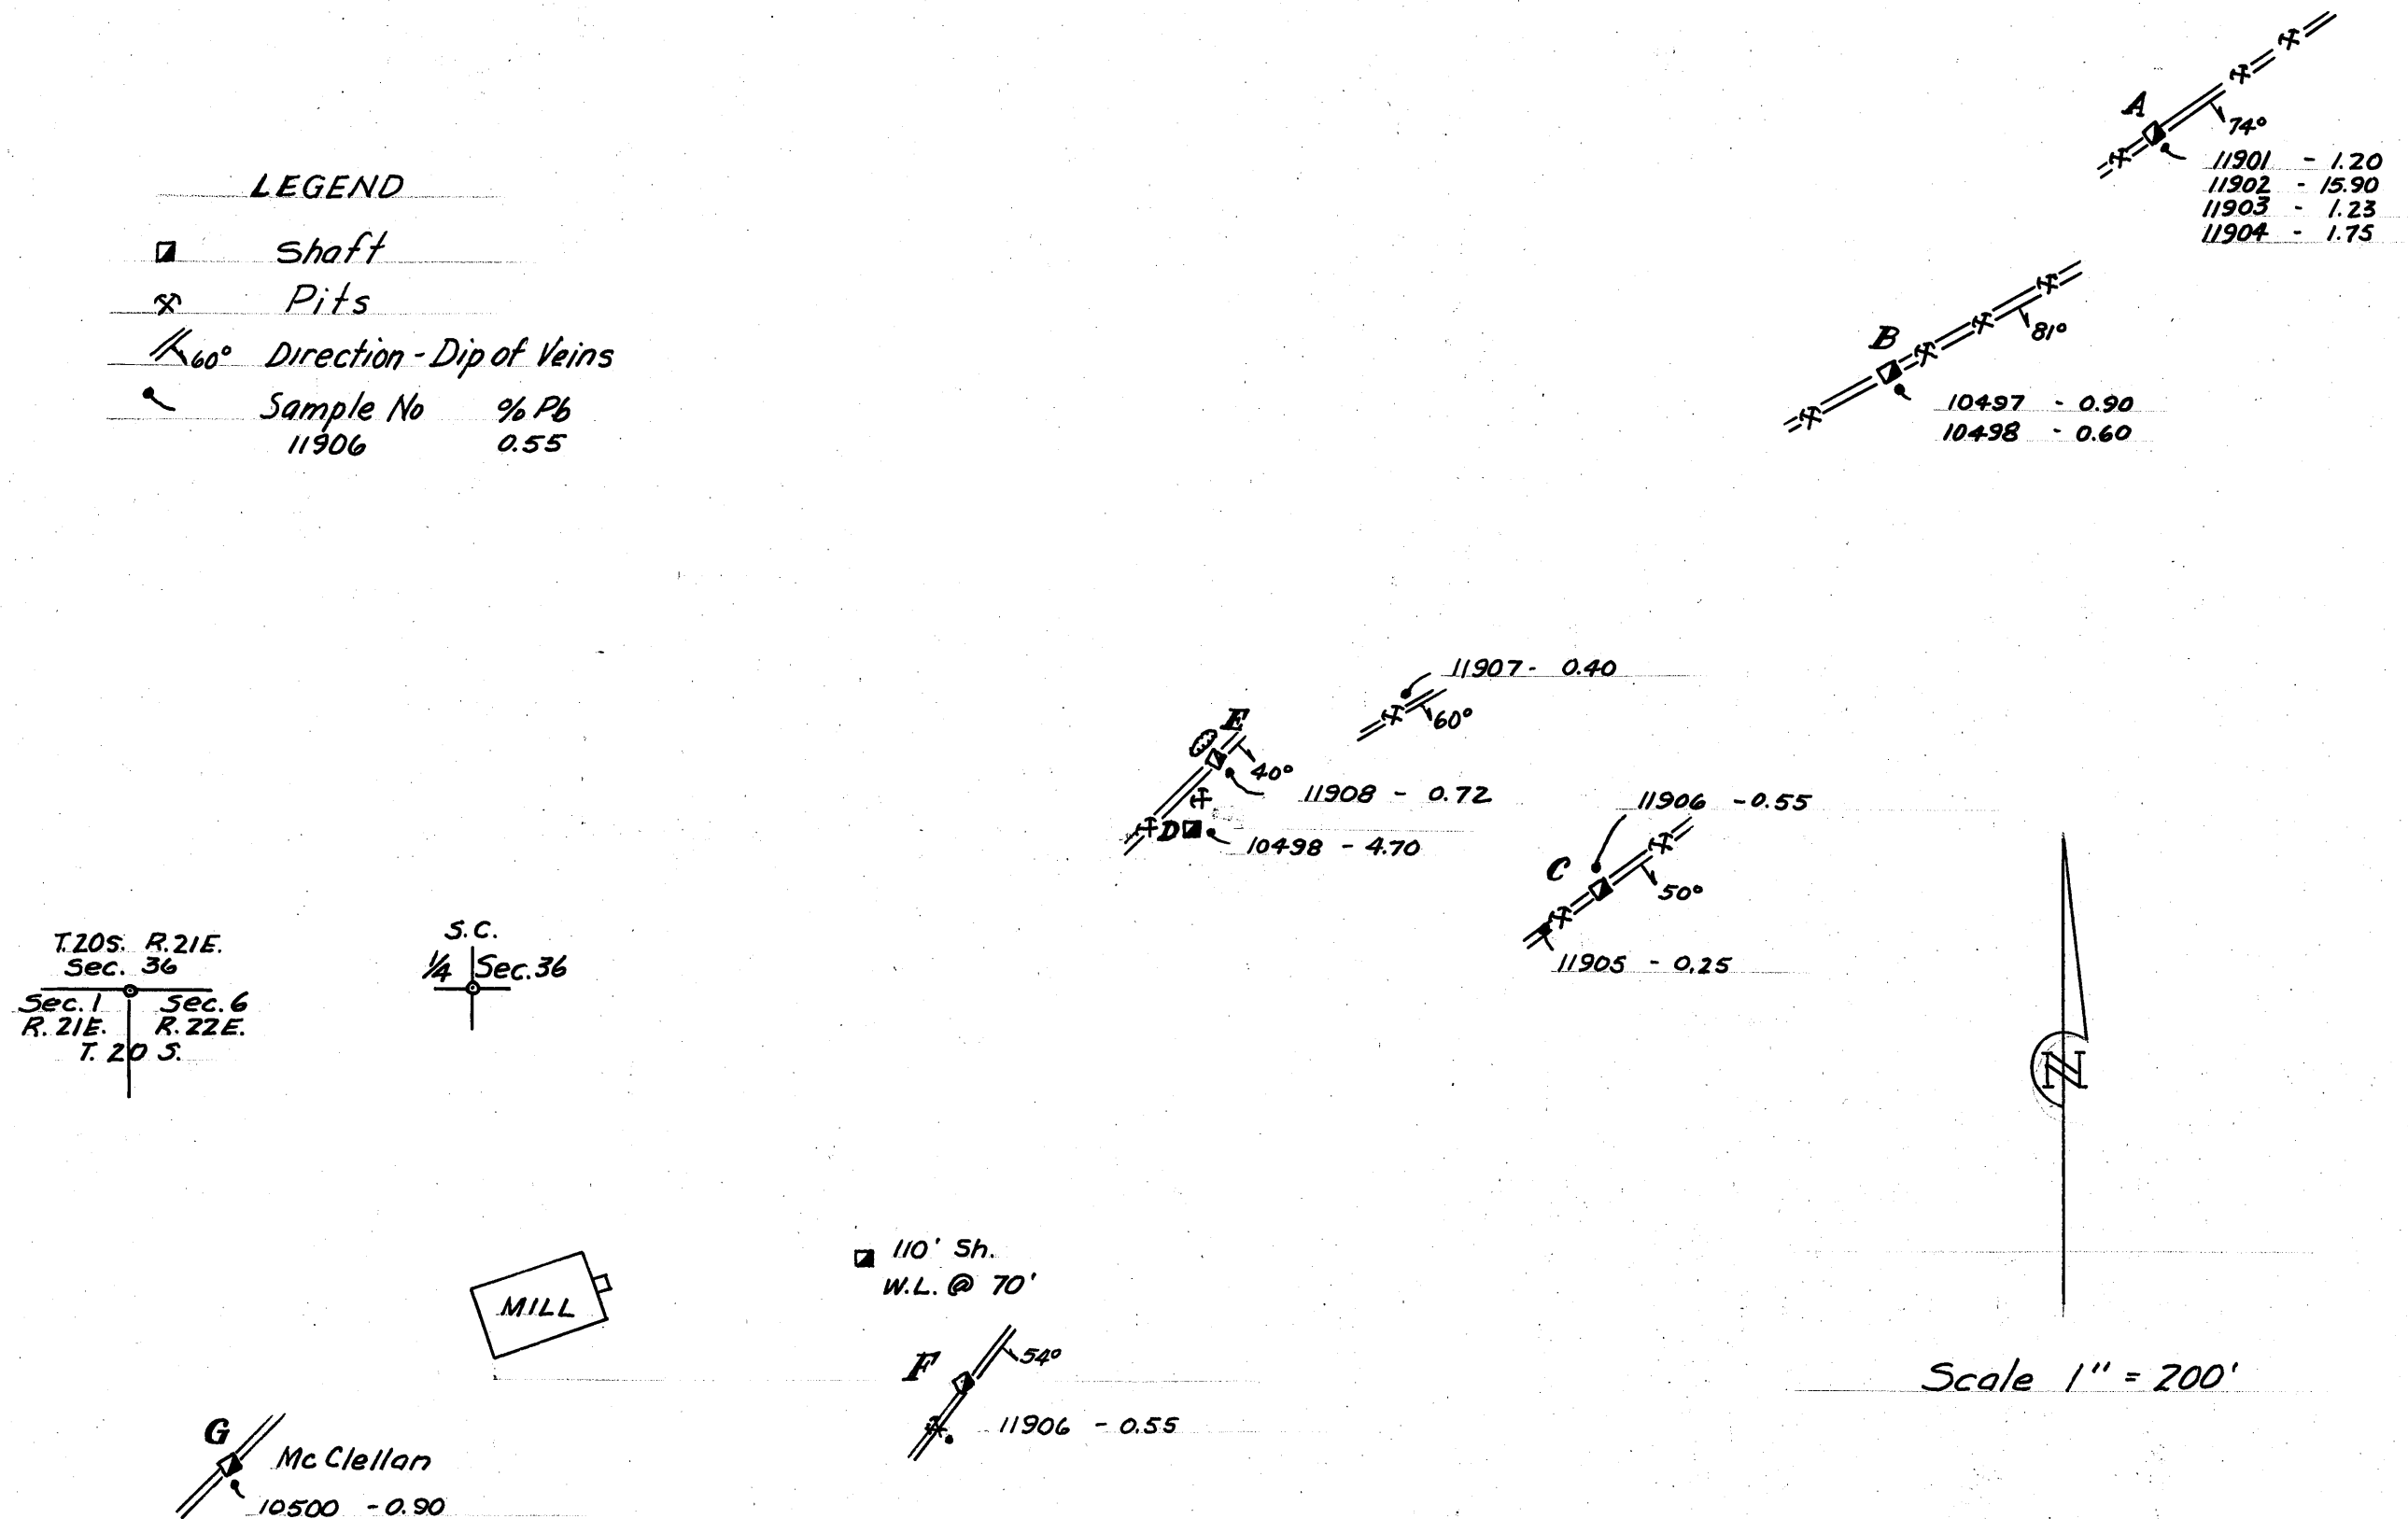 LEGEND
Shaft
Pits
60° Direction - Dip of Veins
Sample No % Pb
11906 0.55
A
74°
11901 - 1.20
11902 - 15.90
11903 - 1.23
11904 - 1.75
B
81°
10497 - 0.90
10498 - 0.60
11907 - 0.40
60°
E
40°
11908 - 0.72
D
10498 - 4.70
11906 - 0.55
C
50°
11905 - 0.25
T.20S. R.21E.
Sec. 36
Sec. 1 Sec. 6
R. 21E. R. 22E.
T. 20 S.
S.C.
1/4 Sec. 36
N
110' Sh.
W.L. @ 70'
MILL
F
54°
11906 - 0.55
Scale 1" = 200'
G
McClellan
10500 - 0.90